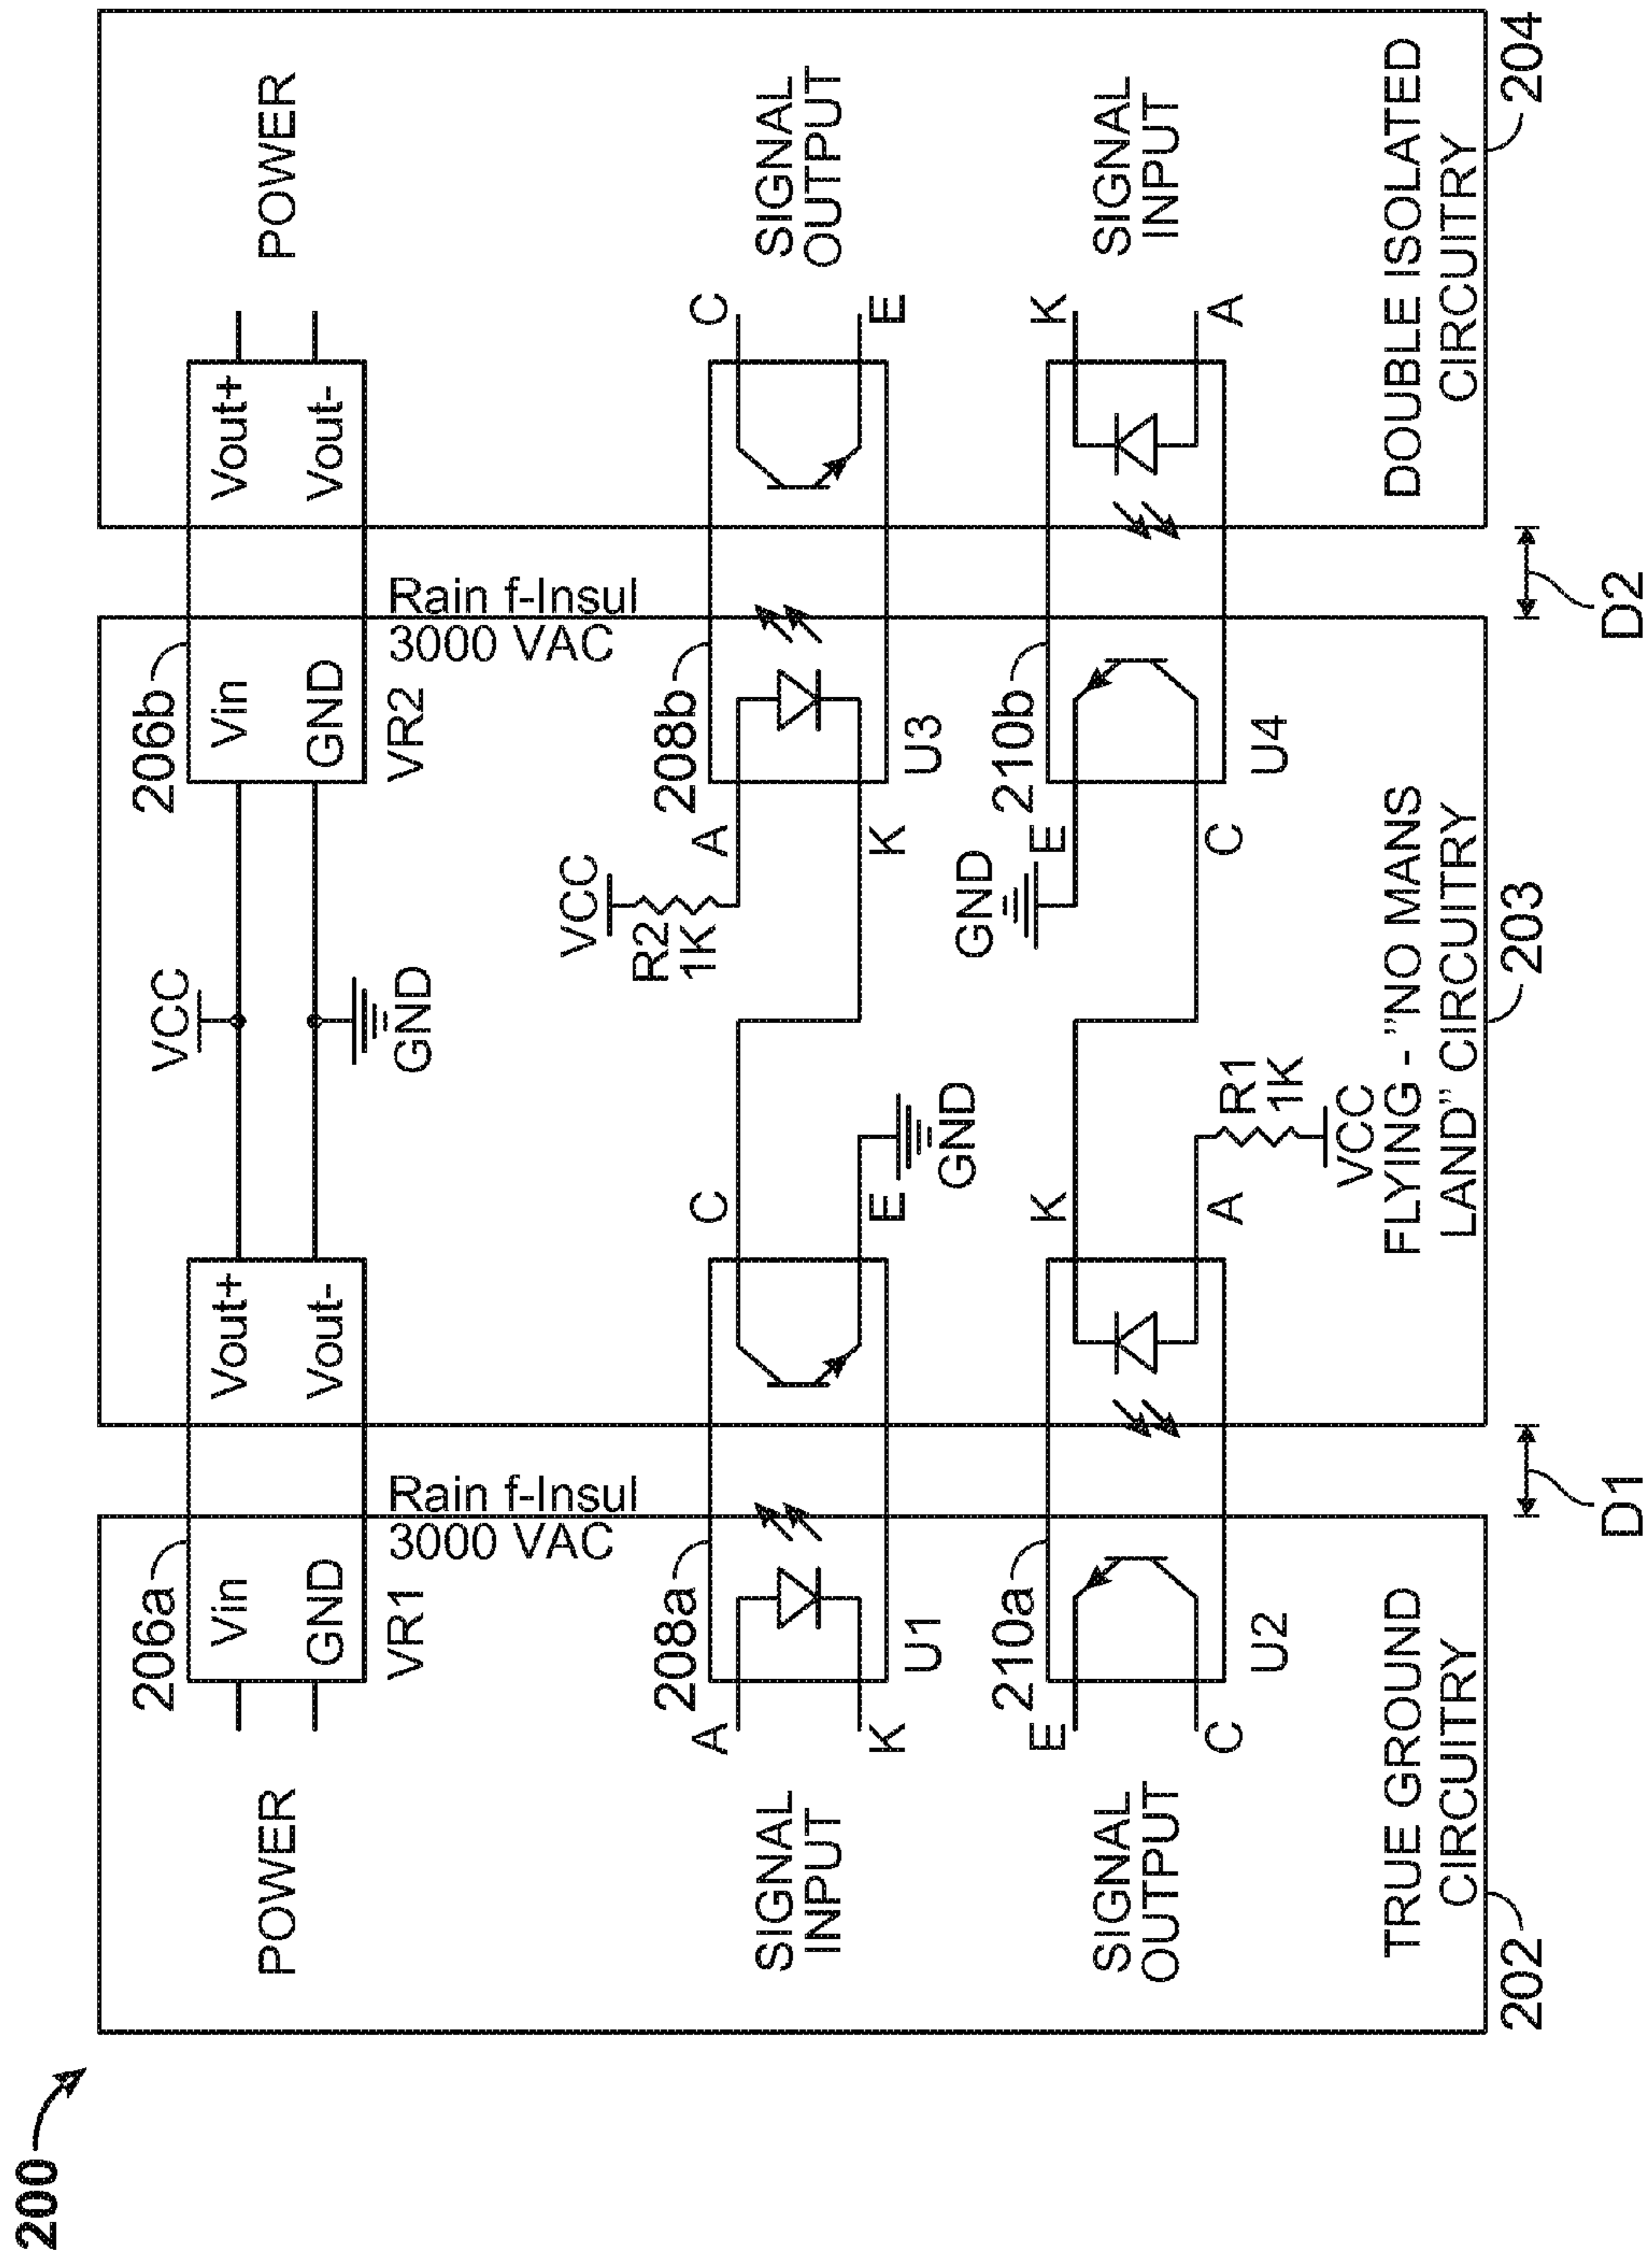 200
POWER
206a
Vin
GND
VR1
Rain f-Insul
3000 VAC
Vout+
Vout-
VCC
GND
206b
Vin
GND
VR2
Rain f-Insul
3000 VAC
Vout+
Vout-
POWER
SIGNAL
INPUT
A
K
208a
U1
C
E
GND
VCC
R2
1K
A
K
208b
U3
C
E
SIGNAL
OUTPUT
SIGNAL
OUTPUT
E
C
210a
U2
K
A
R1
1K
VCC
GND
E
C
210b
U4
K
A
SIGNAL
INPUT
TRUE GROUND
CIRCUITRY
202
FLYING - "NO MANS
LAND" CIRCUITRY
203
DOUBLE ISOLATED
CIRCUITRY
204
D1
D2